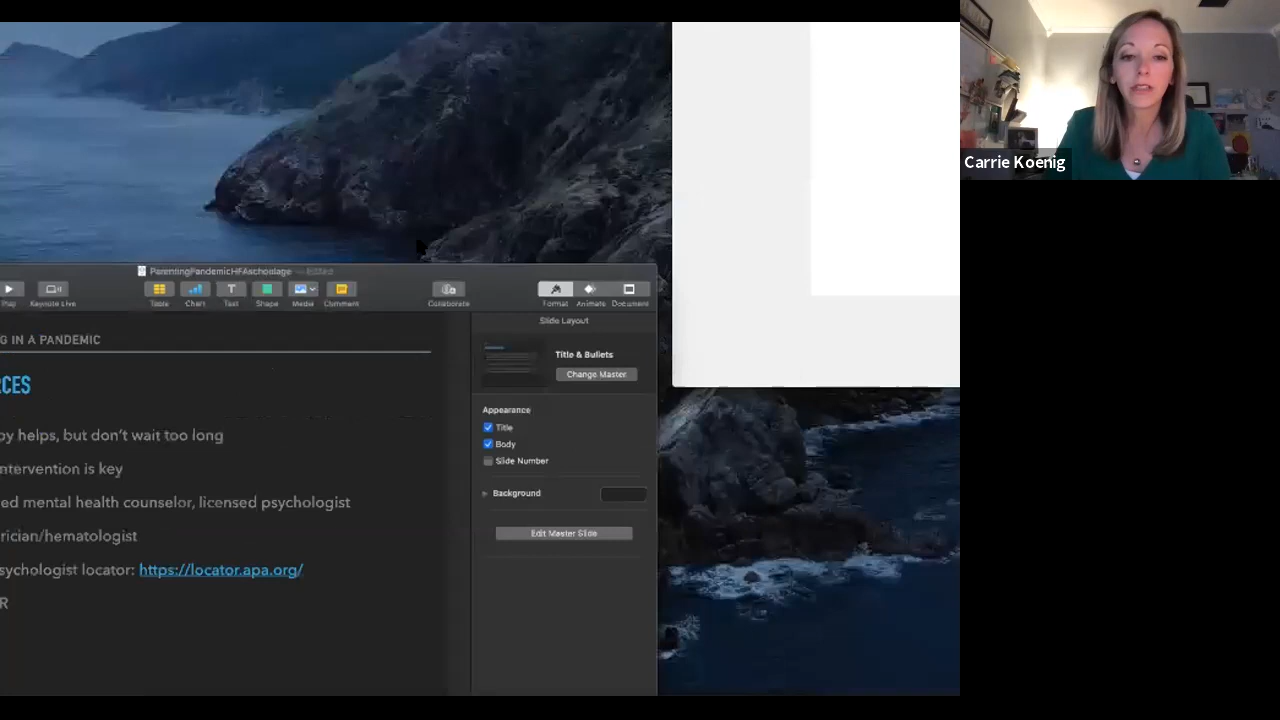 Carrie Koenig
ParentingPandemicHFAschoolage — Edited
Play
Keynote Live
Table
Chart
Text
Shape
Media
Comment
Collaborate
Format
Animate
Document
Slide Layout
G IN A PANDEMIC
Title & Bullets
Change Master
RCES
Appearance
Title
py helps, but don't wait too long
Body
Slide Number
ntervention is key
Background
ed mental health counselor, licensed psychologist
Edit Master Slide
rician/hematologist
sychologist locator: https://locator.apa.org/
R